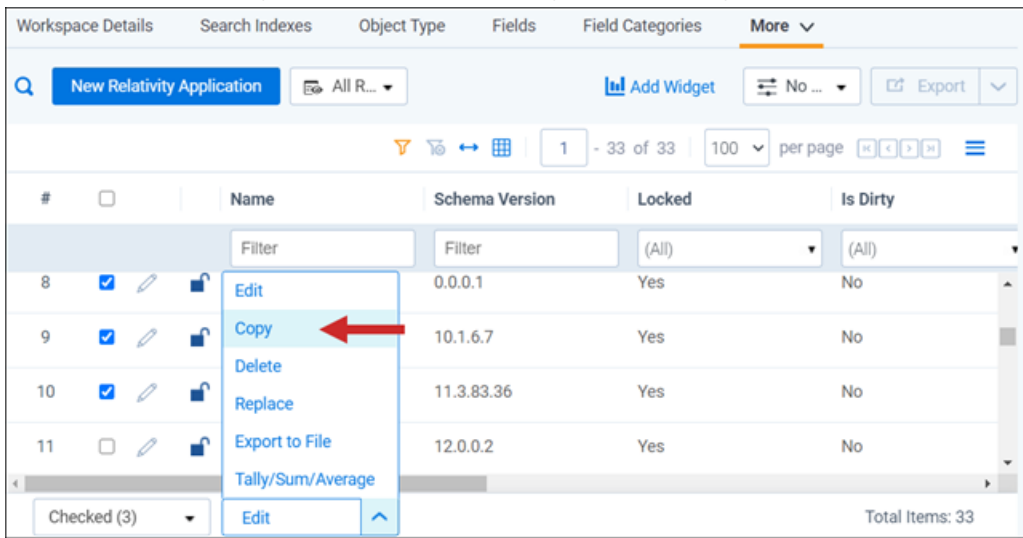 Workspace Details Search Indexes Object Type Fields Field Categories More
New Relativity Application All R... Add Widget No ... Export
1 - 33 of 33 100 per page
# Name Schema Version Locked Is Dirty
Filter Filter (All) (All)
8 Edit 0.0.0.1 Yes No
9 Copy 10.1.6.7 Yes No
Delete
10 Replace 11.3.83.36 Yes No
11 Export to File 12.0.0.2 Yes No
Tally/Sum/Average
Checked (3) Edit Total Items: 33